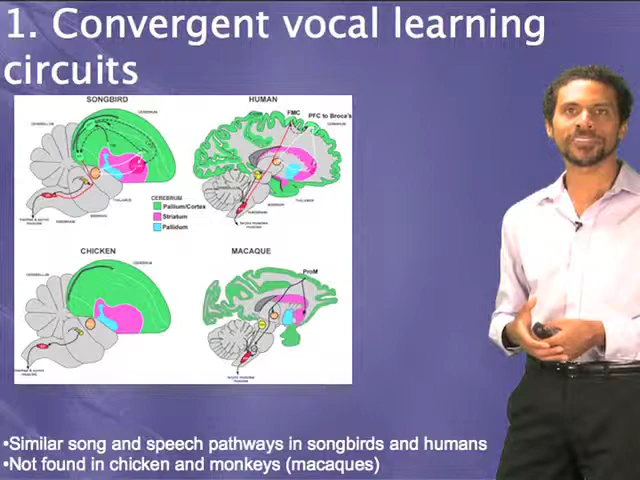 1. Convergent vocal learning
circuits
SONGBIRD
HUMAN
FMC
PFC to Broca's
CEREBELLUM
CEREBRUM
THALAMUS
CEREBRUM
Pallium/Cortex
Striatum
Pallidum
CHICKEN
MACAQUE
CEREBELLUM
CEREBRUM
ProM
•Similar song and speech pathways in songbirds and humans
•Not found in chicken and monkeys (macaques)